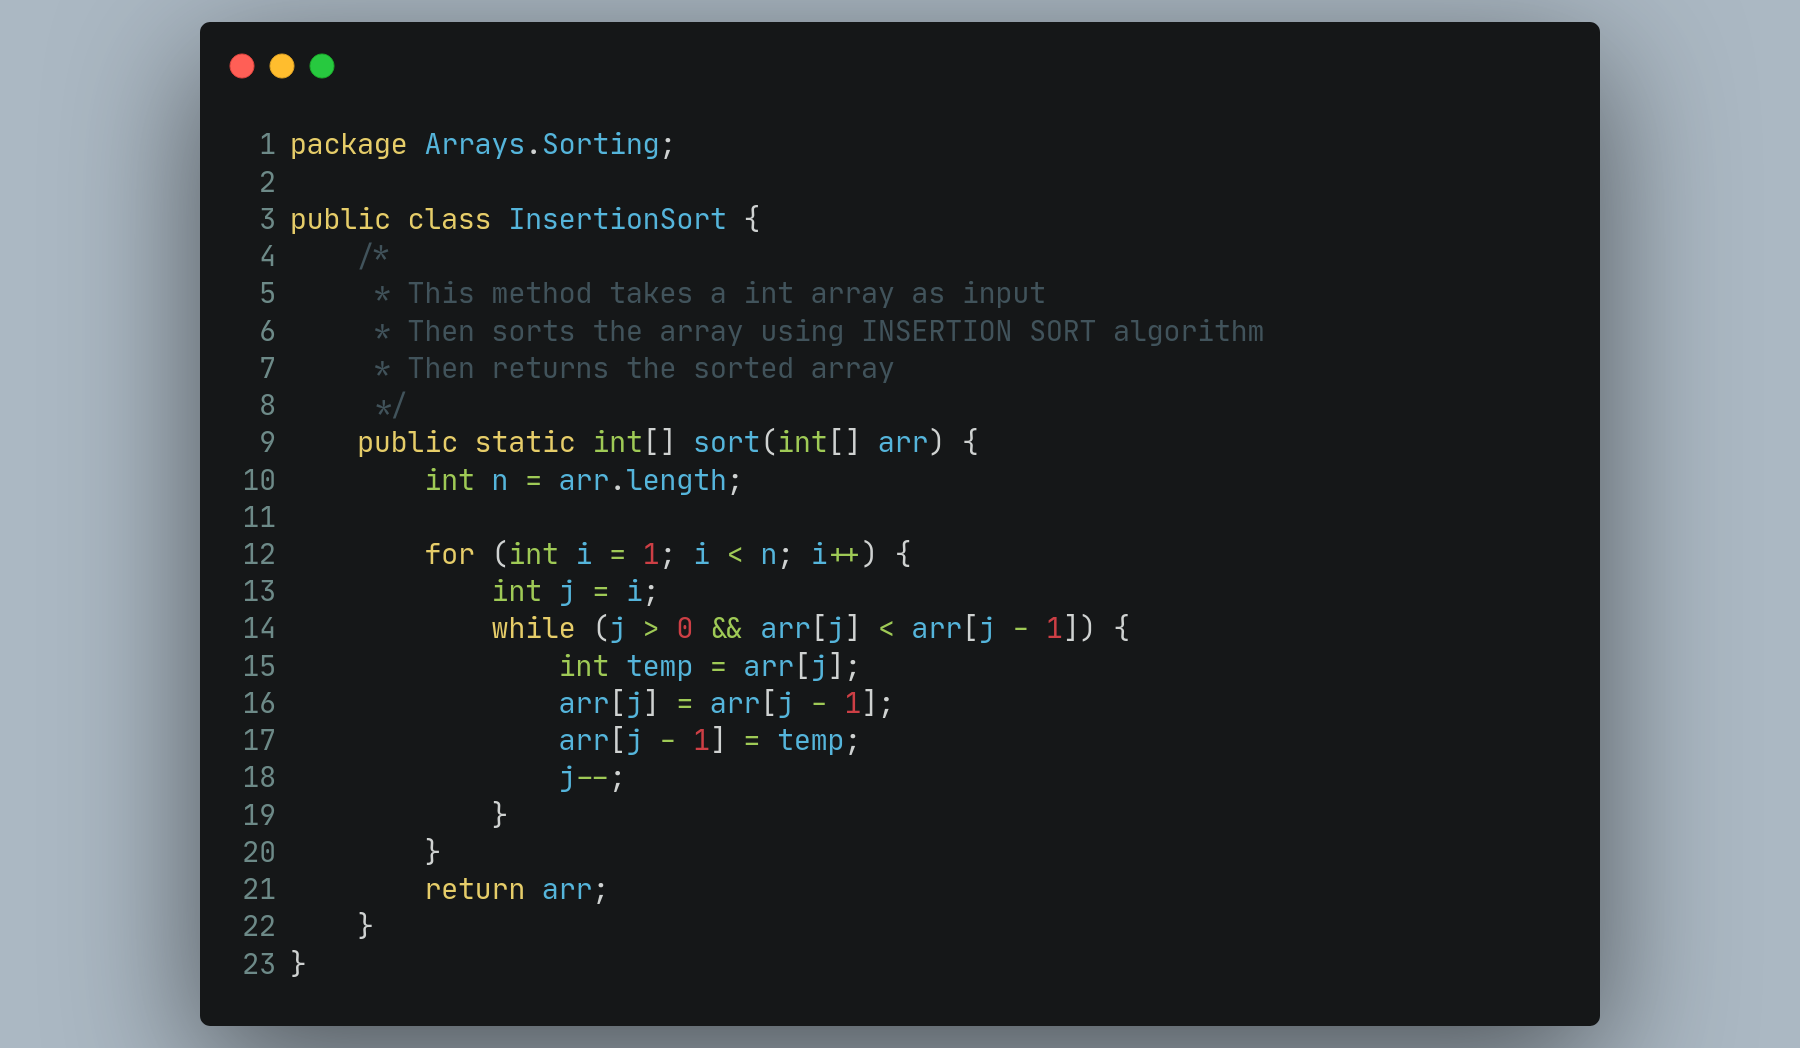 1 package Arrays.Sorting;
2
3 public class InsertionSort {
4     /*
5      * This method takes a int array as input
6      * Then sorts the array using INSERTION SORT algorithm
7      * Then returns the sorted array
8      */
9     public static int[] sort(int[] arr) {
10         int n = arr.length;
11
12         for (int i = 1; i < n; i++) {
13             int j = i;
14             while (j > 0 && arr[j] < arr[j - 1]) {
15                 int temp = arr[j];
16                 arr[j] = arr[j - 1];
17                 arr[j - 1] = temp;
18                 j--;
19             }
20         }
21         return arr;
22     }
23 }